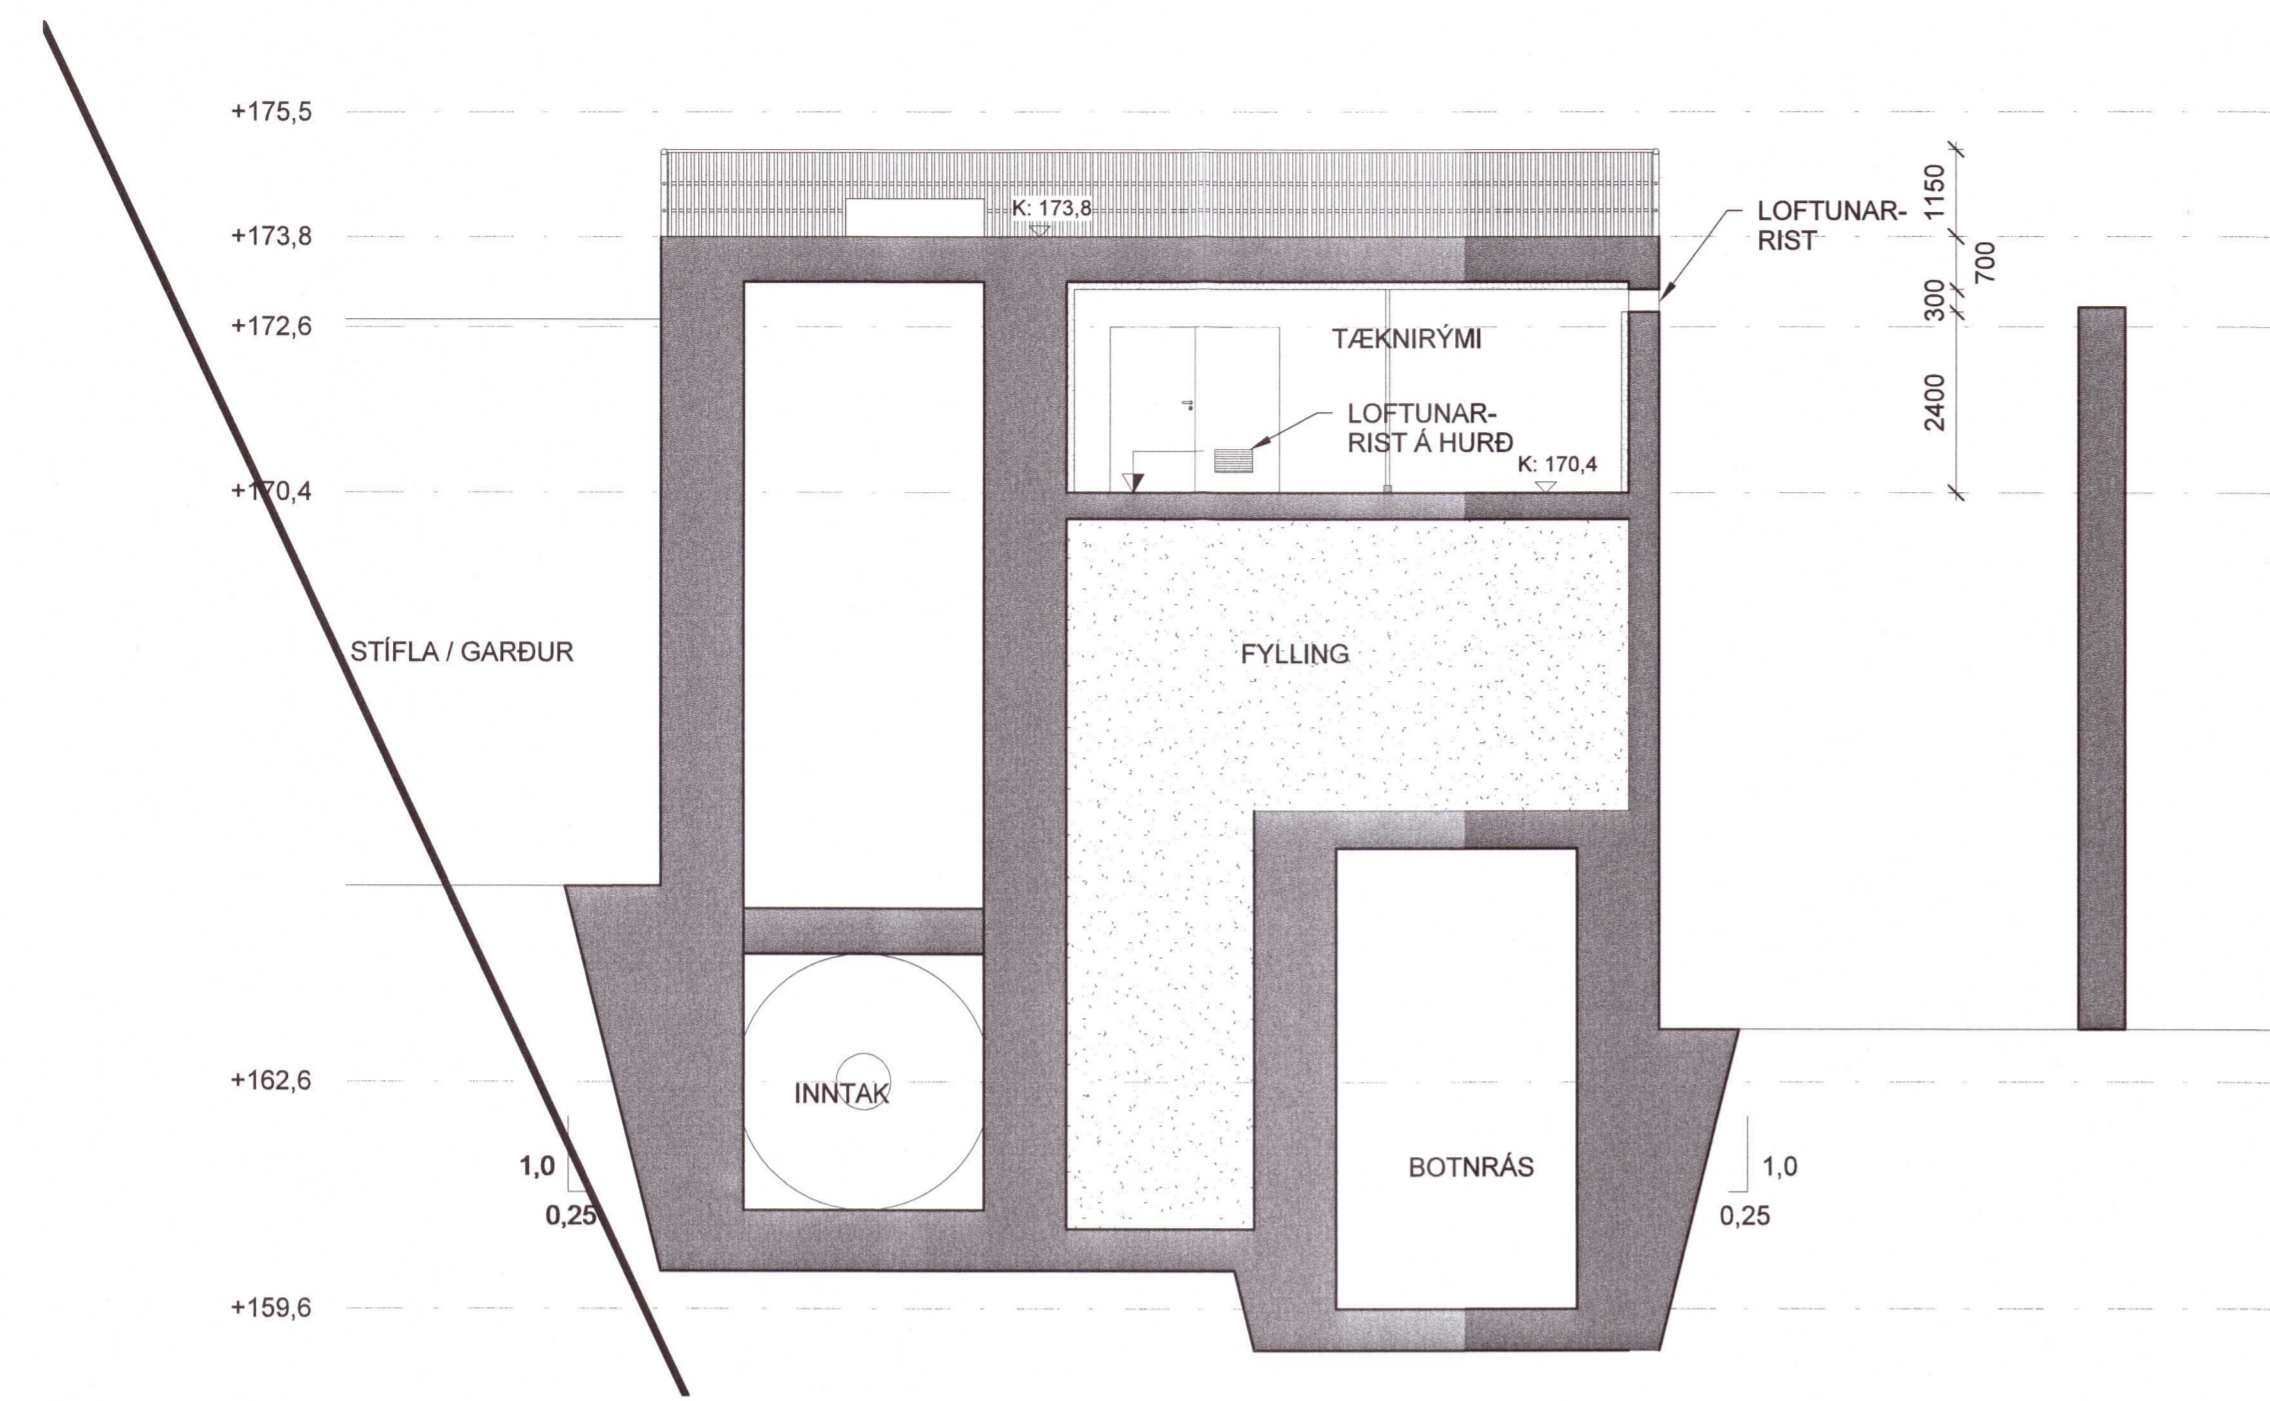 +175,5
1150
K: 173,8
LOFTUNAR-
RIST
+173,8
700
300
+172,6
TÆKNIRÝMI
2400
LOFTUNAR-
RIST Á HURÐ
K: 170,4
+170,4
STÍFLA / GARÐUR
FYLLING
+162,6
INNTAK
1,0
0,25
BOTNRÁS
1,0
0,25
+159,6